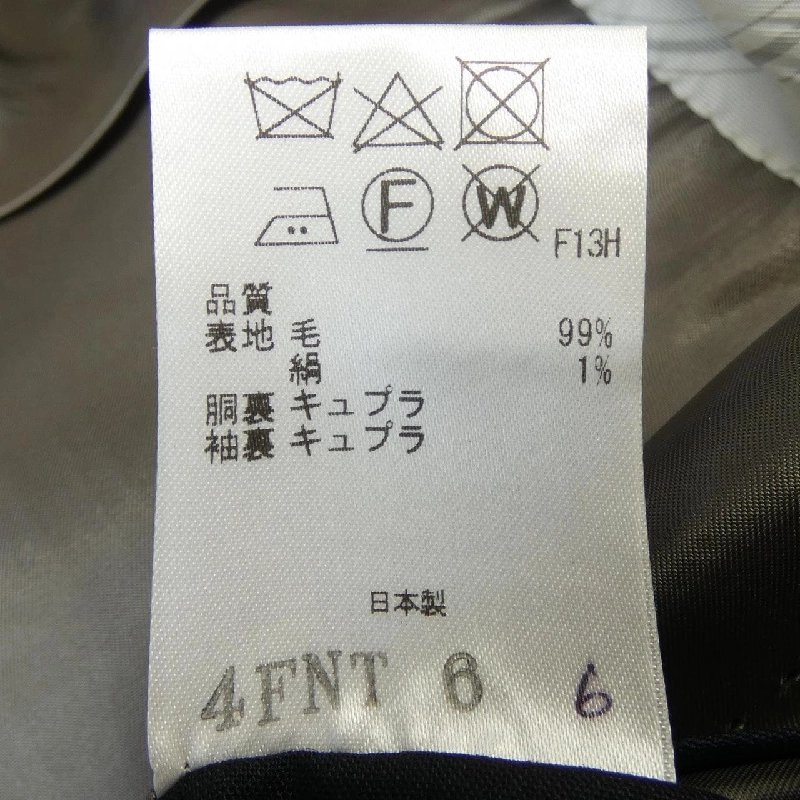 F W F13H
品質
表地 毛 99%
絹 1%
胴裏 キュプラ
袖裏 キュプラ
日本製
4FNT 6 6